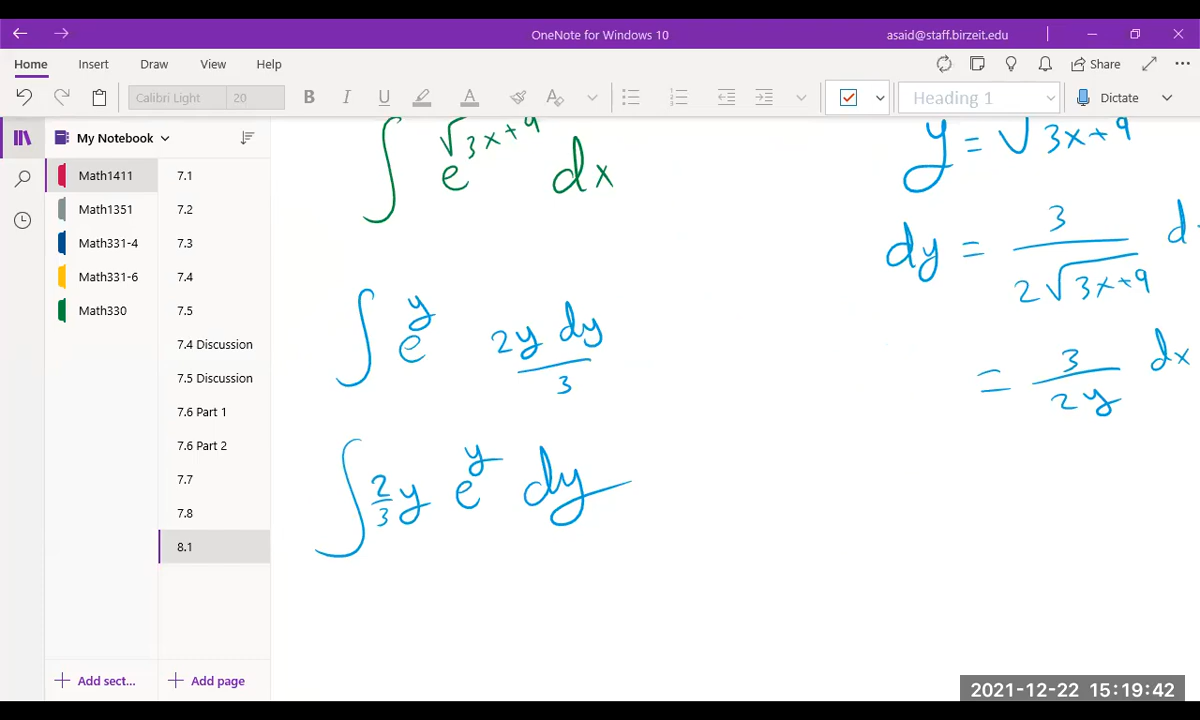 OneNote for Windows 10
asaid@staff.birzeit.edu
Home Insert Draw View Help
Share
Calibri Light 20 B I U A Heading 1 Dictate
My Notebook
Math1411
Math1351
Math331-4
Math331-6
Math330
7.1
7.2
7.3
7.4
7.5
7.4 Discussion
7.5 Discussion
7.6 Part 1
7.6 Part 2
7.7
7.8
8.1
Add sect...
Add page
∫ e^√3x+9 dx
∫ e^y 2y dy/3
∫ 2/3 y e^y dy
y = √3x+9
dy = 3/2√3x+9 d
= 3/2y dx
2021-12-22 15:19:42